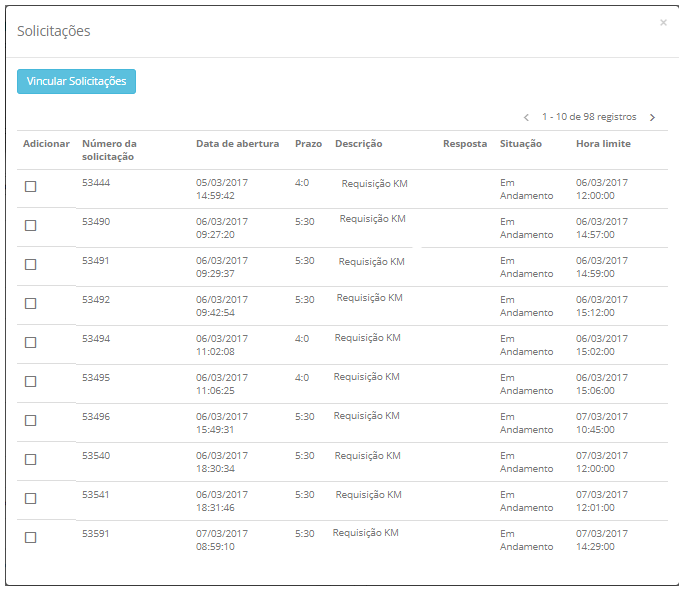 Solicitações
×
Vincular Solicitações
< 1 - 10 de 98 registros >
Adicionar Número da solicitação Data de abertura Prazo Descrição Resposta Situação Hora limite
53444 05/03/2017 4:0 Requisição KM Em 06/03/2017
14:59:42 Andamento 12:00:00
53490 06/03/2017 5:30 Requisição KM Em 06/03/2017
09:27:20 Andamento 14:57:00
53491 06/03/2017 5:30 Requisição KM Em 06/03/2017
09:29:37 Andamento 14:59:00
53492 06/03/2017 5:30 Requisição KM Em 06/03/2017
09:42:54 Andamento 15:12:00
53494 06/03/2017 4:0 Requisição KM Em 06/03/2017
11:02:08 Andamento 15:02:00
53495 06/03/2017 4:0 Requisição KM Em 06/03/2017
11:06:25 Andamento 15:06:00
53496 06/03/2017 5:30 Requisição KM Em 07/03/2017
15:49:31 Andamento 10:45:00
53540 06/03/2017 5:30 Requisição KM Em 07/03/2017
18:30:34 Andamento 12:00:00
53541 06/03/2017 5:30 Requisição KM Em 07/03/2017
18:31:46 Andamento 12:01:00
53591 07/03/2017 5:30 Requisição KM Em 07/03/2017
08:59:10 Andamento 14:29:00